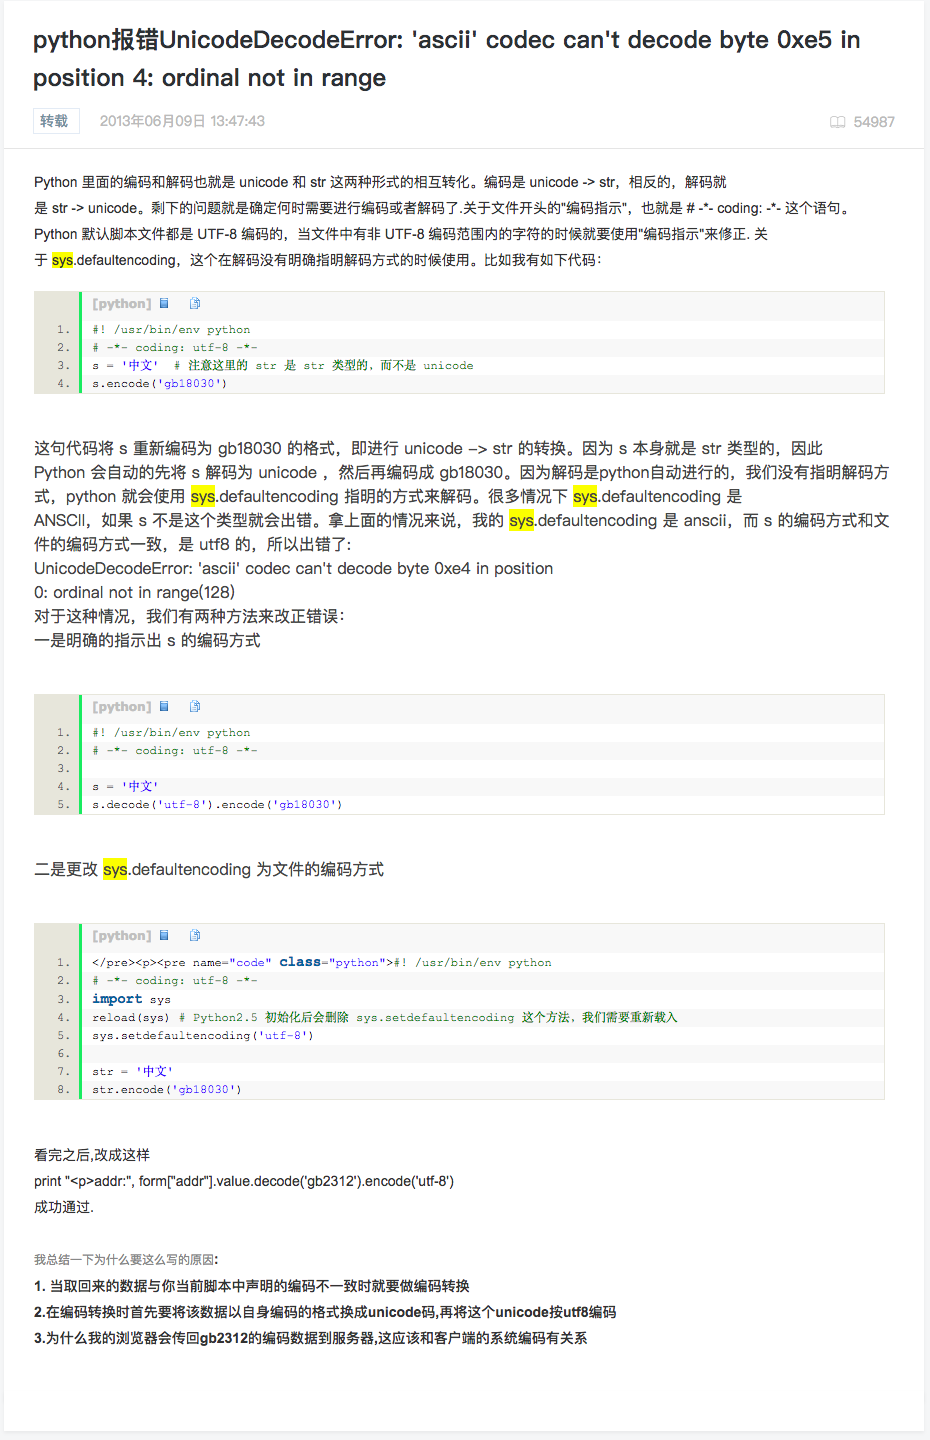 python报错UnicodeDecodeError: 'ascii' codec can't decode byte 0xe5 in
position 4: ordinal not in range
转载 2013年06月09日 13:47:43 54987
Python 里面的编码和解码也就是 unicode 和 str 这两种形式的相互转化。编码是 unicode -> str，相反的，解码就
是 str -> unicode。剩下的问题就是确定何时需要进行编码或者解码了.关于文件开头的"编码指示"，也就是 # -*- coding: -*- 这个语句。
Python 默认脚本文件都是 UTF-8 编码的，当文件中有非 UTF-8 编码范围内的字符的时候就要使用"编码指示"来修正. 关
于 sys.defaultencoding，这个在解码没有明确指明解码方式的时候使用。比如我有如下代码：
[python]
1. #! /usr/bin/env python
2. # -*- coding: utf-8 -*-
3. s = '中文'  # 注意这里的 str 是 str 类型的，而不是 unicode
4. s.encode('gb18030')
这句代码将 s 重新编码为 gb18030 的格式，即进行 unicode -> str 的转换。因为 s 本身就是 str 类型的，因此
Python 会自动的先将 s 解码为 unicode ，然后再编码成 gb18030。因为解码是python自动进行的，我们没有指明解码方
式，python 就会使用 sys.defaultencoding 指明的方式来解码。很多情况下 sys.defaultencoding 是
ANSCII，如果 s 不是这个类型就会出错。拿上面的情况来说，我的 sys.defaultencoding 是 anscii，而 s 的编码方式和文
件的编码方式一致，是 utf8 的，所以出错了:
UnicodeDecodeError: 'ascii' codec can't decode byte 0xe4 in position
0: ordinal not in range(128)
对于这种情况，我们有两种方法来改正错误：
一是明确的指示出 s 的编码方式
[python]
1. #! /usr/bin/env python
2. # -*- coding: utf-8 -*-
3.
4. s = '中文'
5. s.decode('utf-8').encode('gb18030')
二是更改 sys.defaultencoding 为文件的编码方式
[python]
1. </pre><p><pre name="code" class="python">#! /usr/bin/env python
2. # -*- coding: utf-8 -*-
3. import sys
4. reload(sys) # Python2.5 初始化后会删除 sys.setdefaultencoding 这个方法，我们需要重新载入
5. sys.setdefaultencoding('utf-8')
6.
7. str = '中文'
8. str.encode('gb18030')
看完之后,改成这样
print "<p>addr:", form["addr"].value.decode('gb2312').encode('utf-8')
成功通过.
我总结一下为什么要这么写的原因:
1. 当取回来的数据与你当前脚本中声明的编码不一致时就要做编码转换
2.在编码转换时首先要将该数据以自身编码的格式换成unicode码,再将这个unicode按utf8编码
3.为什么我的浏览器会传回gb2312的编码数据到服务器,这应该和客户端的系统编码有关系